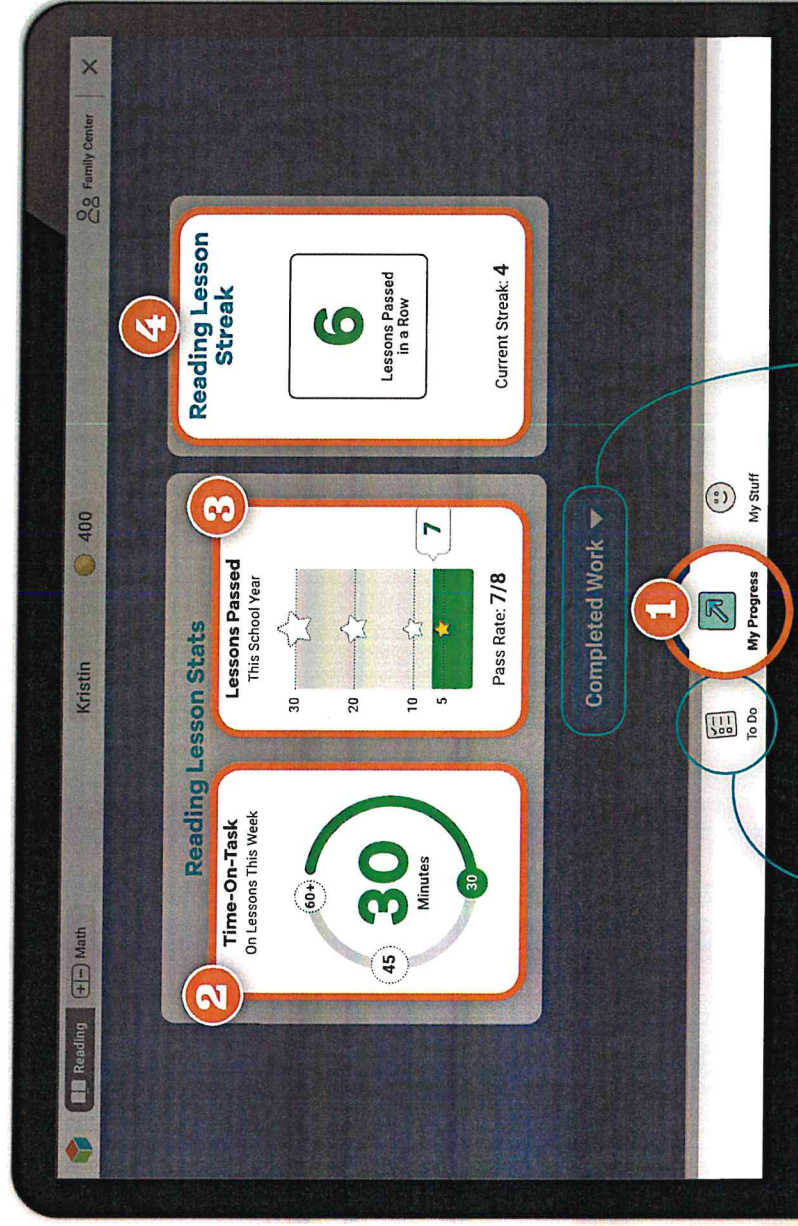 Reading
+ − Math
Kristin
400
Family Center
Reading Lesson Stats
2
Time-On-Task
On Lessons This Week
60+
45
30
30
Minutes
3
Lessons Passed
This School Year
30
20
10
5
7
Pass Rate: 7/8
4
Reading Lesson
Streak
6
Lessons Passed
in a Row
Current Streak: 4
Completed Work
To Do
1
My Progress
My Stuff